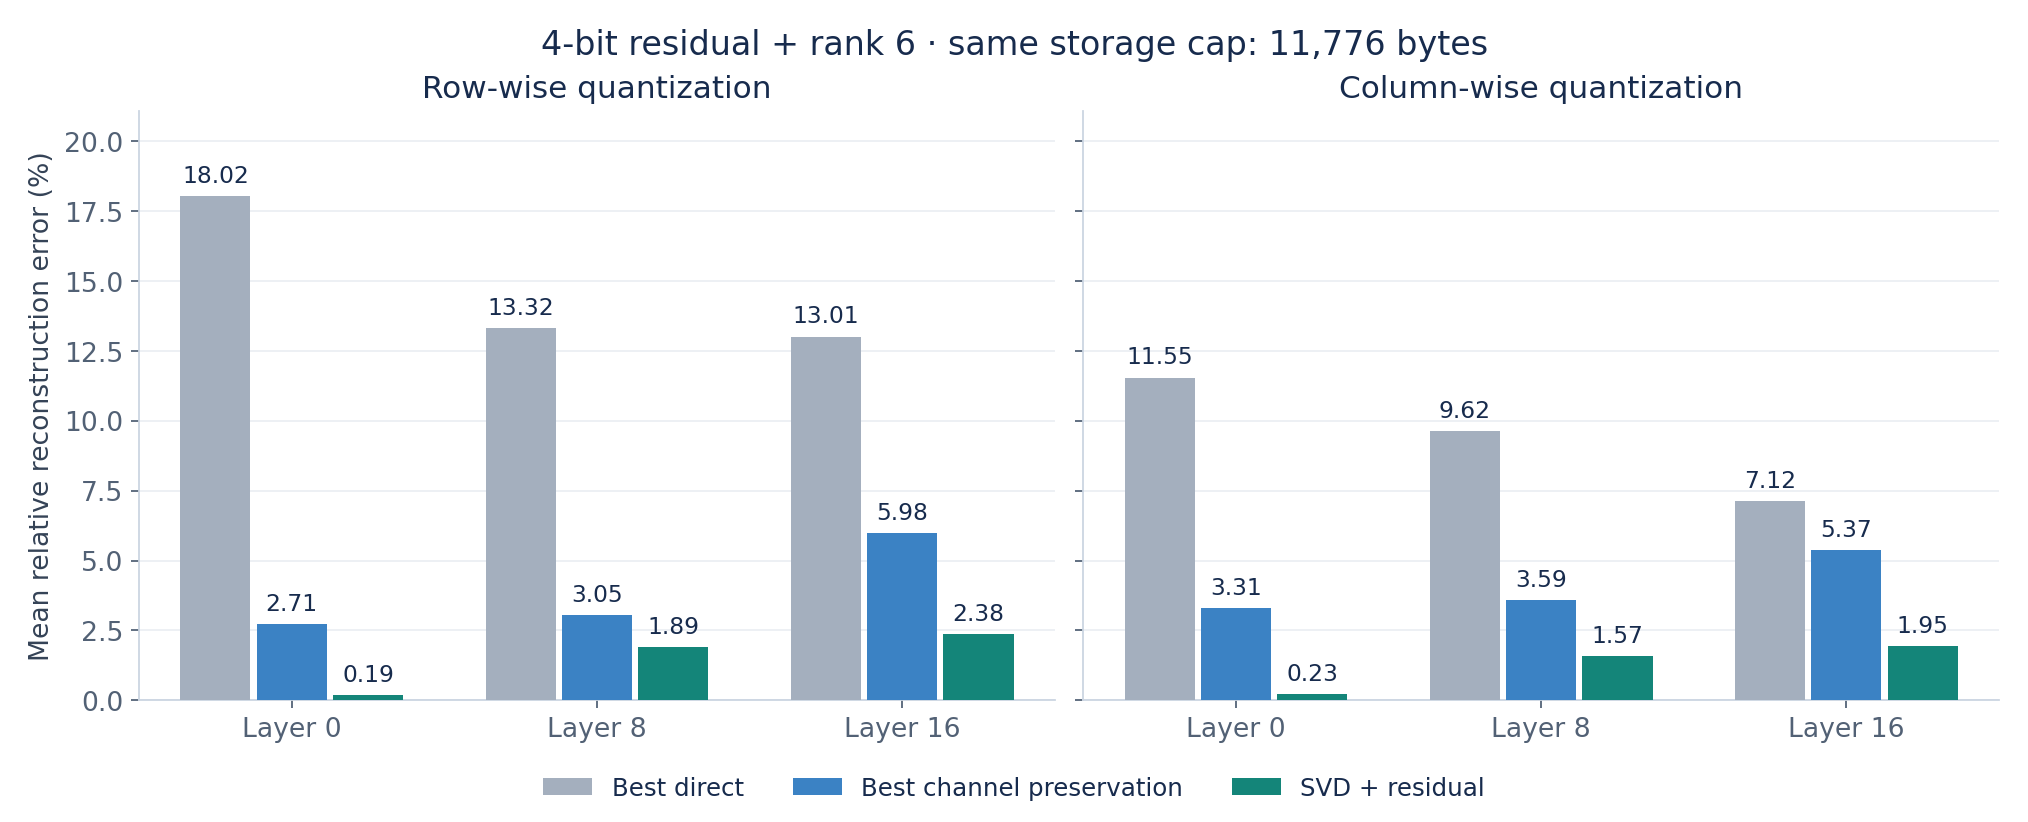 4-bit residual + rank 6 · same storage cap: 11,776 bytes
Row-wise quantization
Column-wise quantization
Mean relative reconstruction error (%)
20.0
17.5
15.0
12.5
10.0
7.5
5.0
2.5
0.0
18.02
2.71
0.19
13.32
3.05
1.89
13.01
5.98
2.38
Layer 0
Layer 8
Layer 16
11.55
3.31
0.23
9.62
3.59
1.57
7.12
5.37
1.95
Layer 0
Layer 8
Layer 16
Best direct
Best channel preservation
SVD + residual